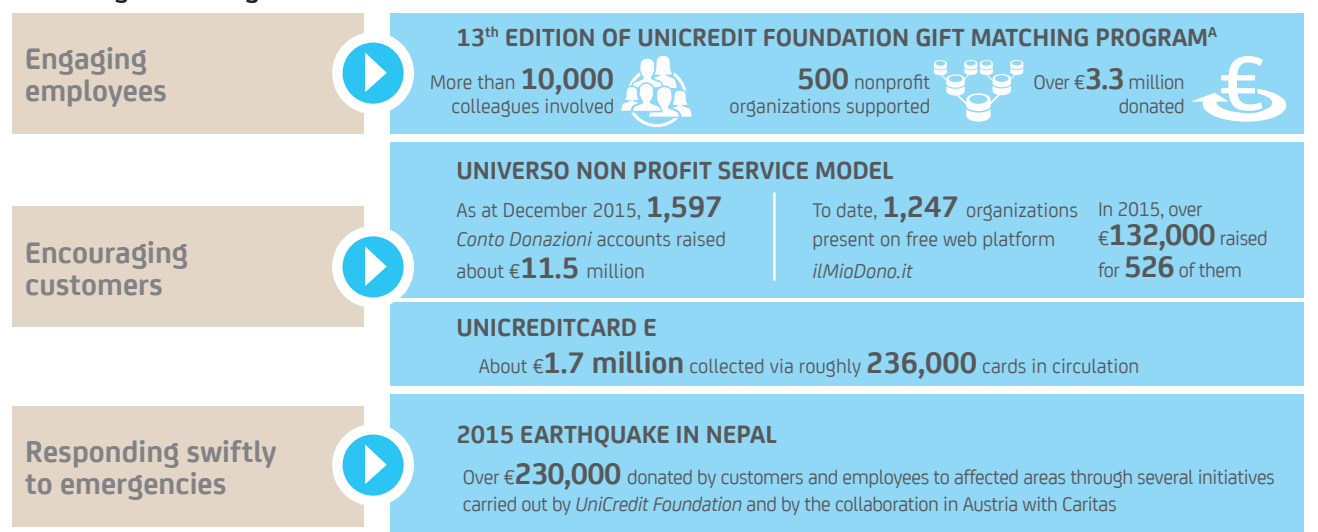 Engaging
employees
13th EDITION OF UNICREDIT FOUNDATION GIFT MATCHING PROGRAMA
More than 10,000
colleagues involved
500 nonprofit
organizations supported
Over €3.3 million
donated
€
Encouraging
customers
UNIVERSO NON PROFIT SERVICE MODEL
As at December 2015, 1,597
Conto Donazioni accounts raised
about €11.5 million
To date, 1,247 organizations
present on free web platform
ilMioDono.it
In 2015, over
€132,000 raised
for 526 of them
UNICREDITCARD E
About €1.7 million collected via roughly 236,000 cards in circulation
Responding swiftly
to emergencies
2015 EARTHQUAKE IN NEPAL
Over €230,000 donated by customers and employees to affected areas through several initiatives
carried out by UniCredit Foundation and by the collaboration in Austria with Caritas